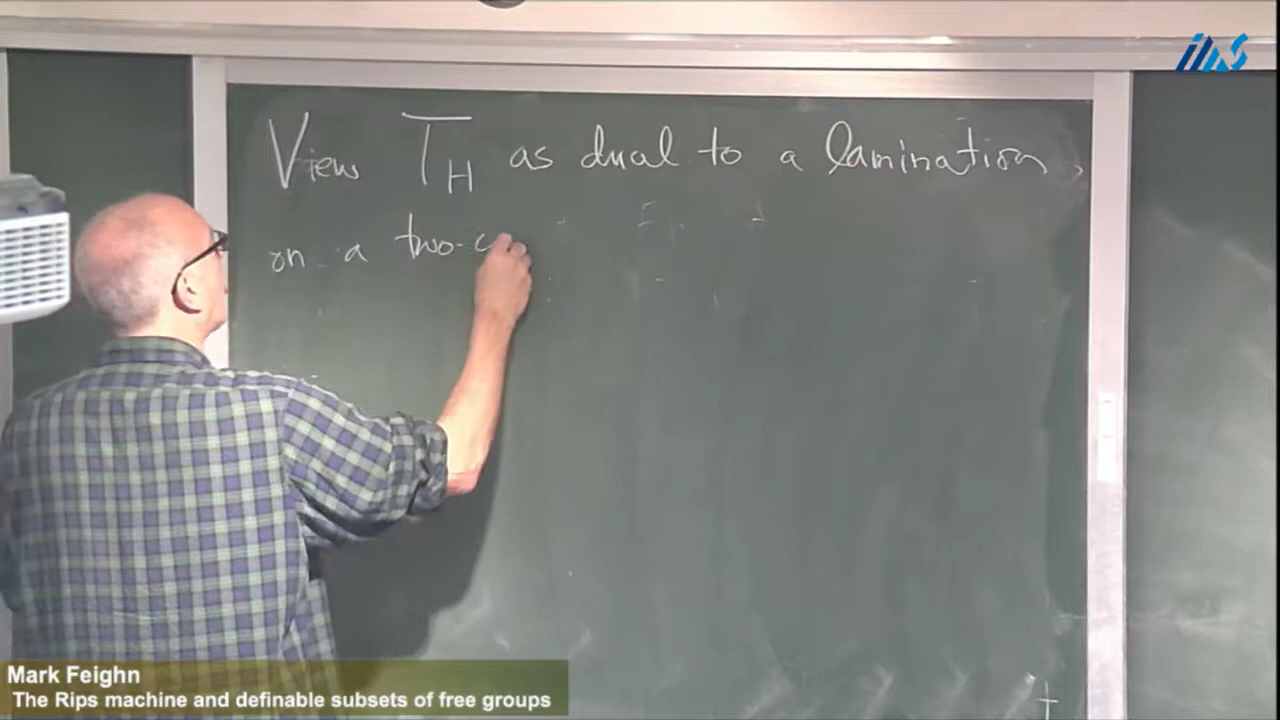 View T_H as dual to a lamination,
on a two-c
IMS
Mark Feighn
The Rips machine and definable subsets of free groups